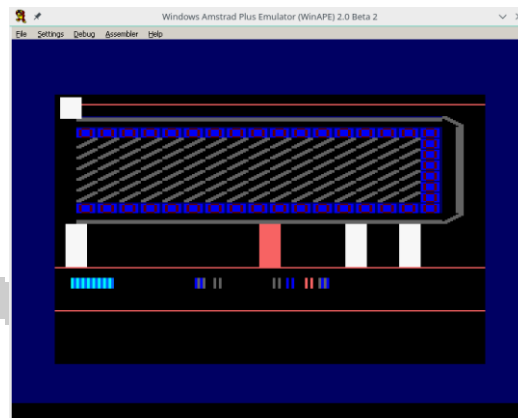 Windows Amstrad Plus Emulator (WinAPE) 2.0 Beta 2
File Settings Debug Assembler Help